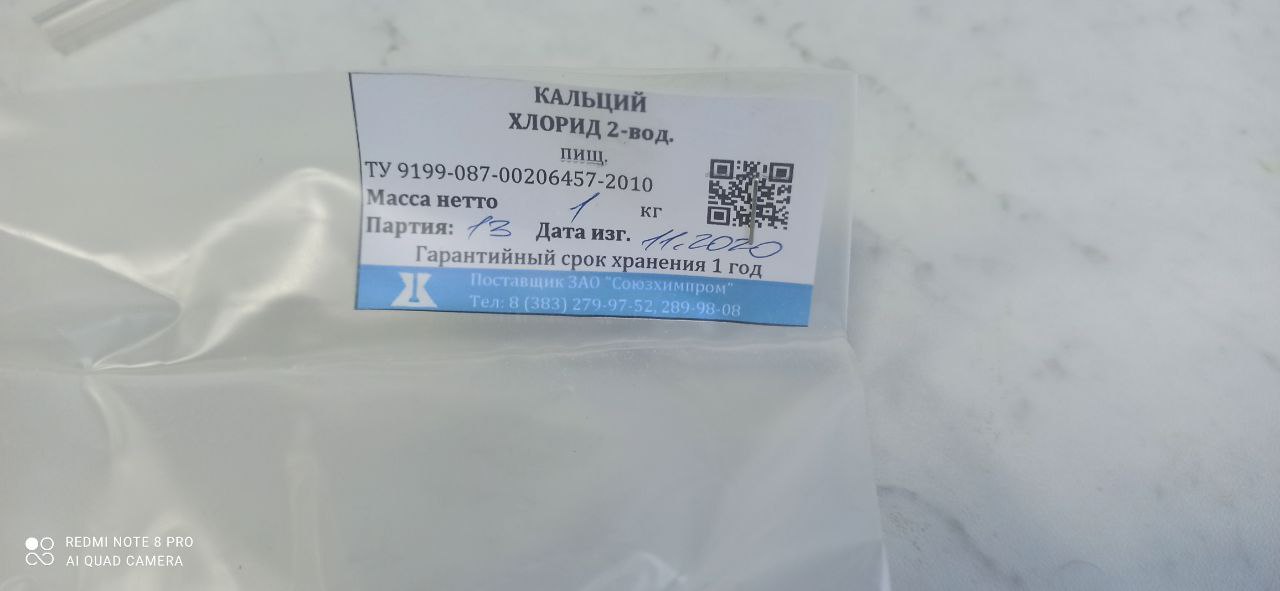 КАЛЬЦИЙ
ХЛОРИД 2-вод.
пищ.
ТУ 9199-087-00206457-2010
Масса нетто 1 кг
Партия: 13 Дата изг. 11.2020
Гарантийный срок хранения 1 год
Поставщик ЗАО "Союзхимпром"
Тел: 8 (383) 279-97-52, 289-98-08
REDMI NOTE 8 PRO
AI QUAD CAMERA